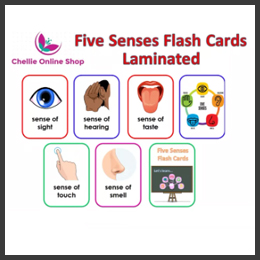 Five Senses Flash Cards
Laminated
Chellie Online Shop
sense of
sight
sense of
hearing
sense of
taste
sense of
touch
sense of
smell
Five Senses
Flash Cards